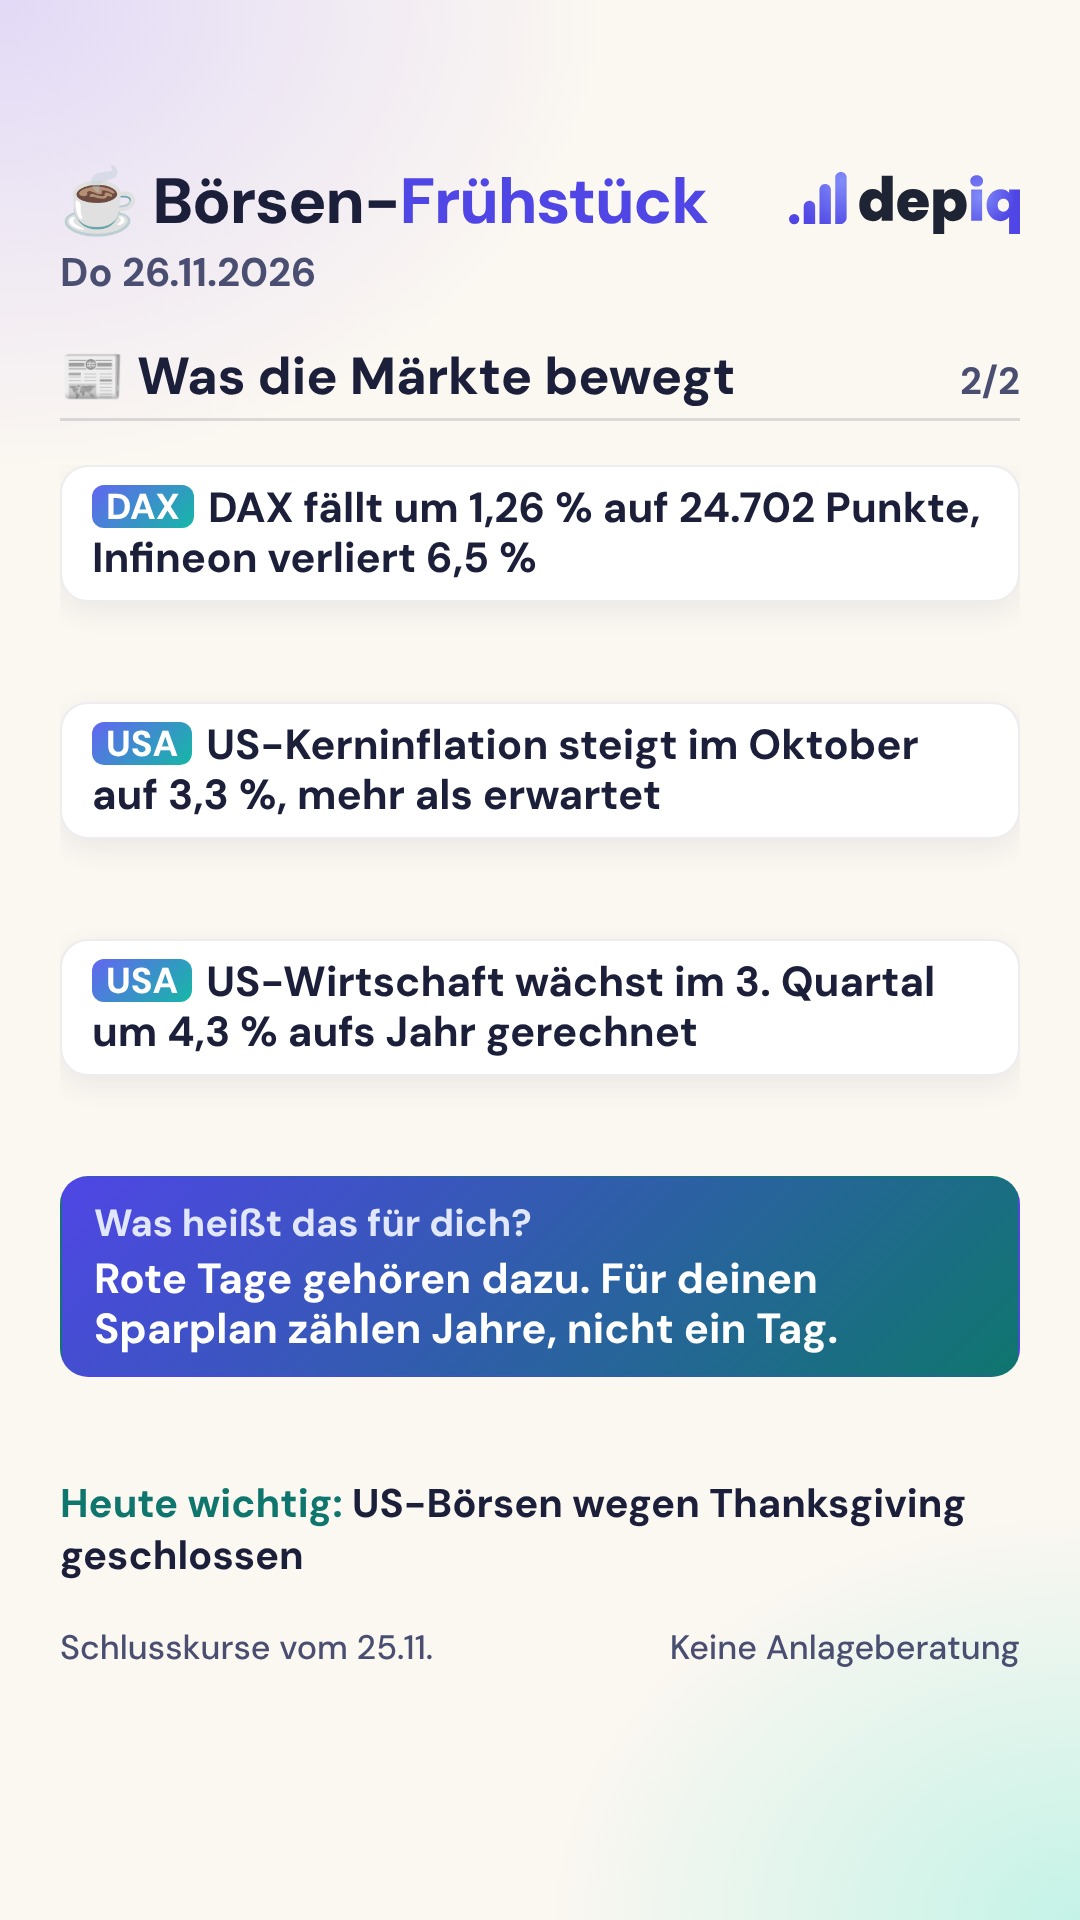 Börsen-Frühstück
depiq
Do 26.11.2026
Was die Märkte bewegt
2/2
DAX DAX fällt um 1,26 % auf 24.702 Punkte,
Infineon verliert 6,5 %
USA US-Kerninflation steigt im Oktober
auf 3,3 %, mehr als erwartet
USA US-Wirtschaft wächst im 3. Quartal
um 4,3 % aufs Jahr gerechnet
Was heißt das für dich?
Rote Tage gehören dazu. Für deinen
Sparplan zählen Jahre, nicht ein Tag.
Heute wichtig: US-Börsen wegen Thanksgiving
geschlossen
Schlusskurse vom 25.11.
Keine Anlageberatung